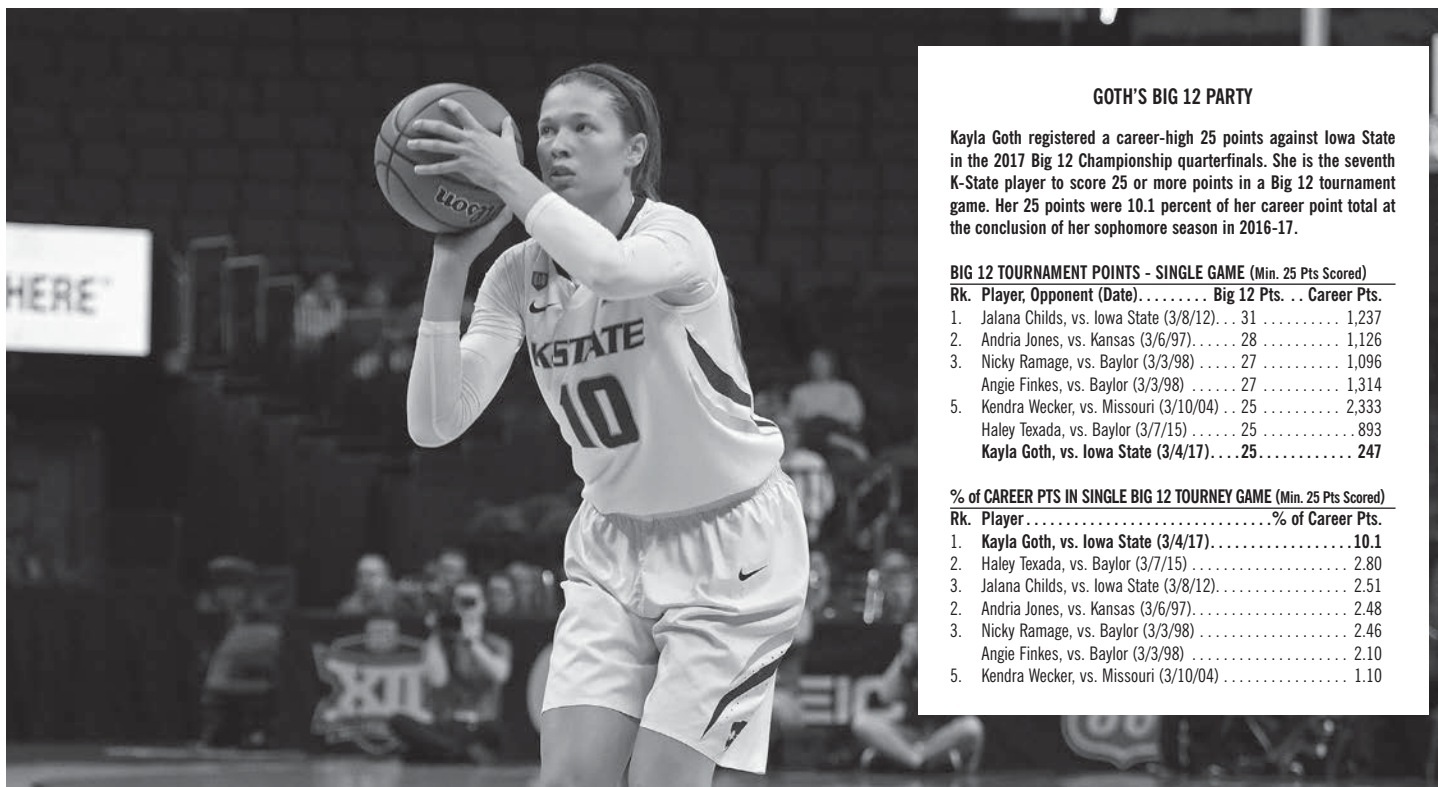 HERE
Wilson
K-STATE
10
XII
GOTH'S BIG 12 PARTY
Kayla Goth registered a career-high 25 points against Iowa State
in the 2017 Big 12 Championship quarterfinals. She is the seventh
K-State player to score 25 or more points in a Big 12 tournament
game. Her 25 points were 10.1 percent of her career point total at
the conclusion of her sophomore season in 2016-17.
BIG 12 TOURNAMENT POINTS - SINGLE GAME (Min. 25 Pts Scored)
Rk. Player, Opponent (Date). . . . . . . . . Big 12 Pts. . . Career Pts.
1. Jalana Childs, vs. Iowa State (3/8/12). . . 31 . . . . . . . . . . 1,237
2. Andria Jones, vs. Kansas (3/6/97). . . . . . 28 . . . . . . . . . . 1,126
3. Nicky Ramage, vs. Baylor (3/3/98) . . . . . 27 . . . . . . . . . . 1,096
Angie Finkes, vs. Baylor (3/3/98) . . . . . . 27 . . . . . . . . . . 1,314
5. Kendra Wecker, vs. Missouri (3/10/04) . . 25 . . . . . . . . . . 2,333
Haley Texada, vs. Baylor (3/7/15) . . . . . . 25 . . . . . . . . . . . . 893
Kayla Goth, vs. Iowa State (3/4/17). . . .25. . . . . . . . . . . . 247
% of CAREER PTS IN SINGLE BIG 12 TOURNEY GAME (Min. 25 Pts Scored)
Rk. Player . . . . . . . . . . . . . . . . . . . . . . . . . . . . . . .% of Career Pts.
1. Kayla Goth, vs. Iowa State (3/4/17). . . . . . . . . . . . . . . . . .10.1
2. Haley Texada, vs. Baylor (3/7/15) . . . . . . . . . . . . . . . . . . . . 2.80
3. Jalana Childs, vs. Iowa State (3/8/12). . . . . . . . . . . . . . . . . 2.51
2. Andria Jones, vs. Kansas (3/6/97). . . . . . . . . . . . . . . . . . . . 2.48
3. Nicky Ramage, vs. Baylor (3/3/98) . . . . . . . . . . . . . . . . . . . 2.46
Angie Finkes, vs. Baylor (3/3/98) . . . . . . . . . . . . . . . . . . . . 2.10
5. Kendra Wecker, vs. Missouri (3/10/04) . . . . . . . . . . . . . . . . 1.10